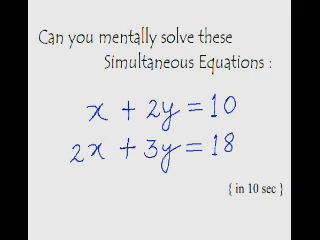 Can you mentally solve these
Simultaneous Equations :
x + 2y = 10
2x + 3y = 18
{ in 10 sec }